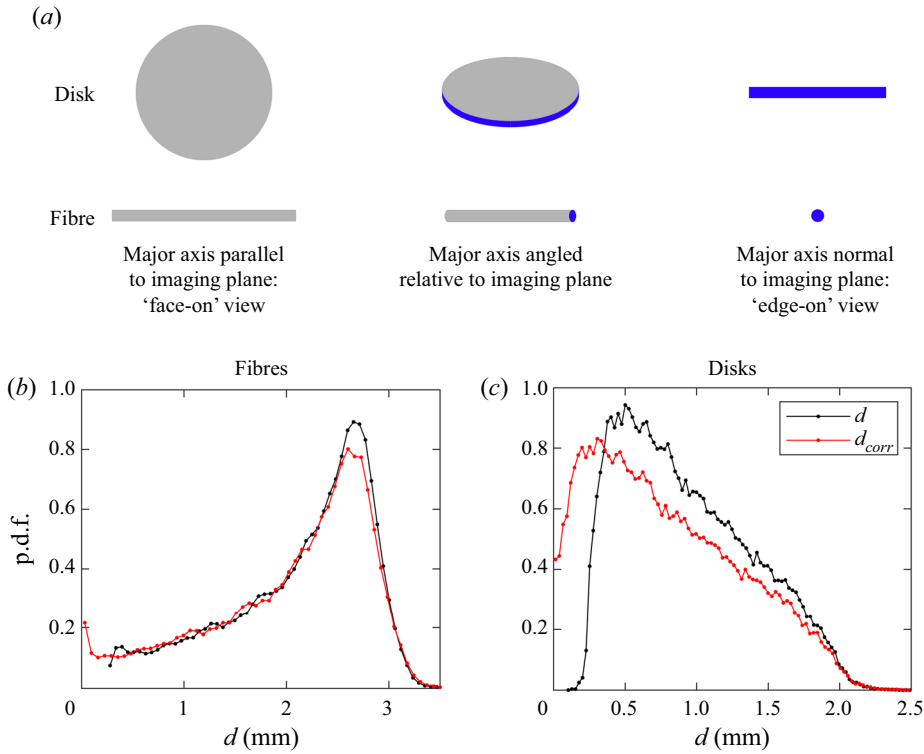 (a)
Disk
Fibre
Major axis parallel
to imaging plane:
‘face-on’ view
Major axis angled
relative to imaging plane
Major axis normal
to imaging plane:
‘edge-on’ view
(b)
Fibres
p.d.f.
1.0
0.8
0.6
0.4
0.2
0
1
2
3
d (mm)
(c)
Disks
d
d_corr
1.0
0.8
0.6
0.4
0.2
0
0.5
1.0
1.5
2.0
2.5
d (mm)